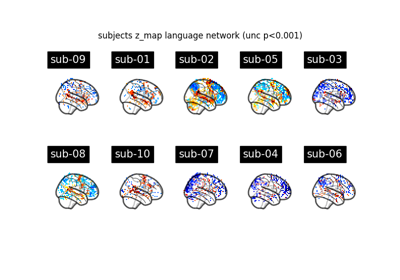 subjects z_map language network (unc p<0.001)
sub-09 sub-01 sub-02 sub-05 sub-03
sub-08 sub-10 sub-07 sub-04 sub-06